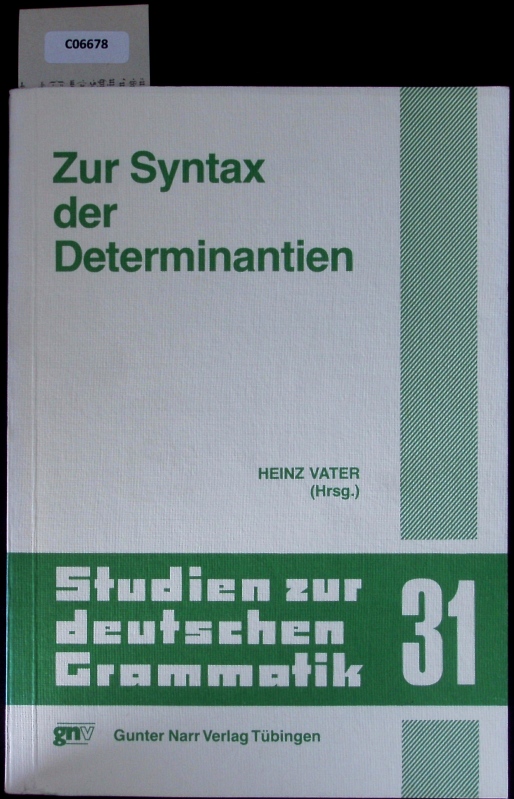 C06678
Zur Syntax
der
Determinantien
HEINZ VATER
(Hrsg.)
Studien zur
deutschen
Grammatik
31
gnv Gunter Narr Verlag Tübingen